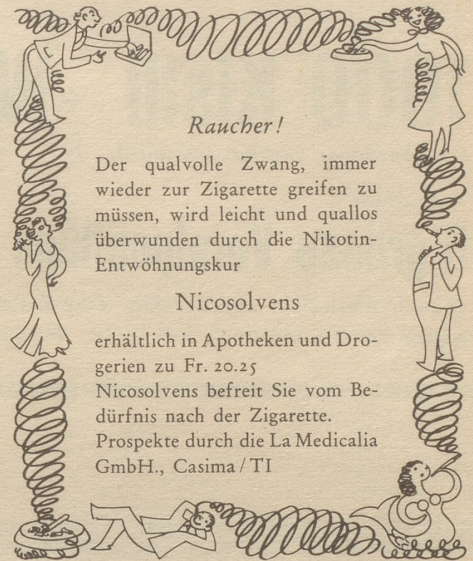 Raucher!
Der qualvolle Zwang, immer
wieder zur Zigarette greifen zu
müssen, wird leicht und quallos
überwunden durch die Nikotin-
Entwöhnungskur
Nicosolvens
erhältlich in Apotheken und Dro-
gerien zu Fr. 20.25
Nicosolvens befreit Sie vom Be-
dürfnis nach der Zigarette.
Prospekte durch die La Medicalia
GmbH., Casima/TI